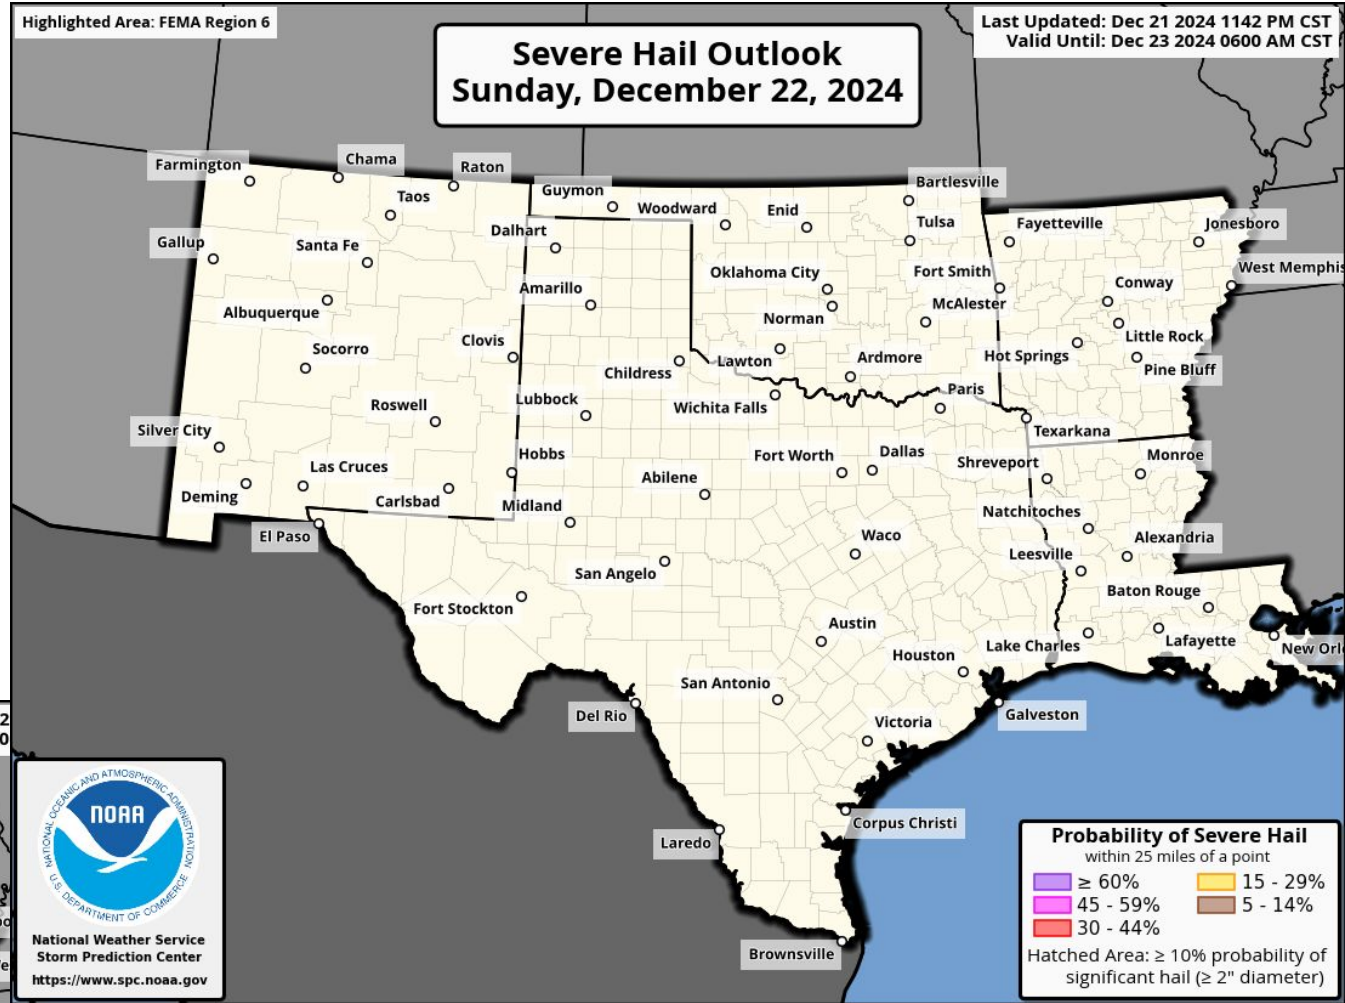 Highlighted Area: FEMA Region 6
Last Updated: Dec 21 2024 1142 PM CST
Valid Until: Dec 23 2024 0600 AM CST
Severe Hail Outlook
Sunday, December 22, 2024
Farmington
Chama
Raton
Taos
Guymon
Woodward
Enid
Bartlesville
Tulsa
Fayetteville
Jonesboro
Gallup
Santa Fe
Dalhart
Oklahoma City
Fort Smith
West Memphis
Amarillo
Conway
Albuquerque
Norman
McAlester
Socorro
Clovis
Little Rock
Childress
Lawton
Ardmore
Hot Springs
Pine Bluff
Roswell
Lubbock
Wichita Falls
Paris
Silver City
Texarkana
Hobbs
Las Cruces
Fort Worth
Dallas
Shreveport
Monroe
Abilene
Deming
Carlsbad
Midland
Natchitoches
El Paso
Waco
Alexandria
San Angelo
Leesville
Fort Stockton
Baton Rouge
Austin
Houston
Lake Charles
Lafayette
New Orl
San Antonio
Del Rio
Victoria
Galveston
Laredo
Corpus Christi
Brownsville
NATIONAL OCEANIC AND ATMOSPHERIC ADMINISTRATION
NOAA
U.S. DEPARTMENT OF COMMERCE
National Weather Service
Storm Prediction Center
https://www.spc.noaa.gov
Probability of Severe Hail
within 25 miles of a point
≥ 60%
45 - 59%
30 - 44%
15 - 29%
5 - 14%
Hatched Area: ≥ 10% probability of
significant hail (≥ 2" diameter)